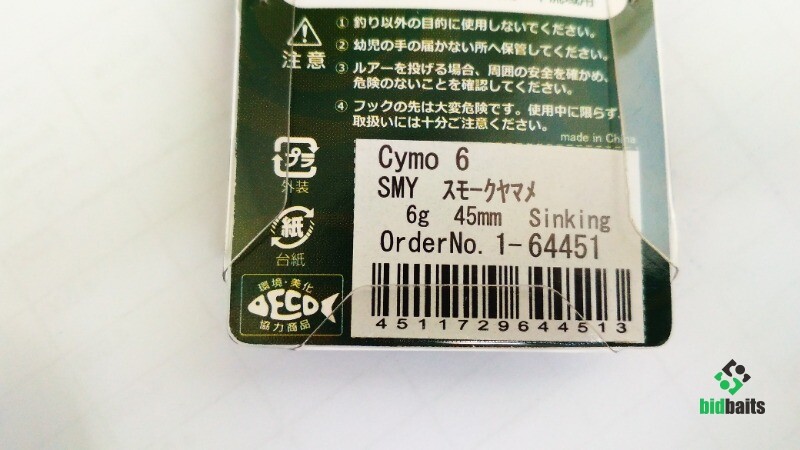 ① 釣り以外の目的に使用しないでください。
② 幼児の手の届かない所へ保管してください。
③ ルアーを投げる場合、周囲の安全を確かめ、
危険のないことを確認してください。
④ フックの先は大変危険です。使用中に限らず、
取扱いには十分ご注意ください。
注意
made in China
プラ
外装
紙
台紙
環境・美化
ECO
協力商品
Cymo 6
SMY スモークヤマメ
6g 45mm Sinking
OrderNo. 1-64451
4511729644513
bidbaits